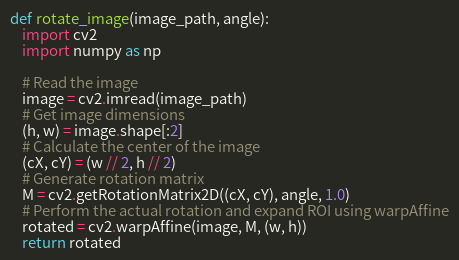 def rotate_image(image_path, angle):
    import cv2
    import numpy as np

    # Read the image
    image = cv2.imread(image_path)
    # Get image dimensions
    (h, w) = image.shape[:2]
    # Calculate the center of the image
    (cX, cY) = (w // 2, h // 2)
    # Generate rotation matrix
    M = cv2.getRotationMatrix2D((cX, cY), angle, 1.0)
    # Perform the actual rotation and expand ROI using warpAffine
    rotated = cv2.warpAffine(image, M, (w, h))
    return rotated